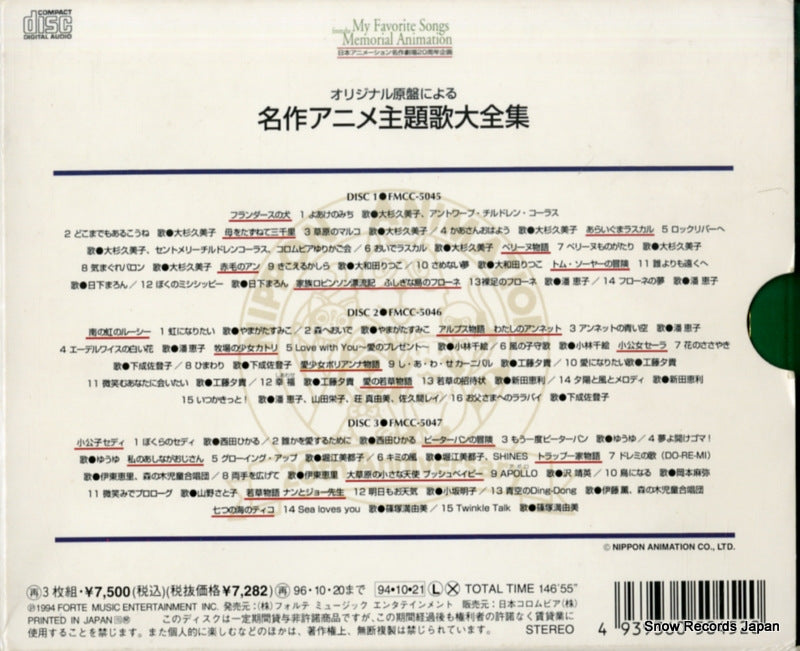 COMPACT
disc
DIGITAL AUDIO
My Favorite Songs
from the Memorial Animation
日本アニメーション名作劇場20周年企画
オリジナル原盤による
名作アニメ主題歌大全集
DISC 1●FMCC-5045
フランダースの犬 1 よあけのみち 歌●大杉久美子、アントワープ・チルドレン・コーラス
2 どこまでもあるこうね 歌●大杉久美子 母をたずねて三千里 3 草原のマルコ 歌●大杉久美子／4 かあさんおはよう 歌●大杉久美子 あらいぐまラスカル 5 ロックリバーへ
歌●大杉久美子、セントメリーチルドレンコーラス、コロムビアゆりかご会／6 おいでラスカル 歌●大杉久美子 ペリーヌ物語 7 ペリーヌものがたり 歌●大杉久美子
8 気まぐれバロン 歌●大杉久美子 赤毛のアン 9 きこえるかしら 歌●大和田りつこ／10 さめない夢 歌●大和田りつこ トム・ソーヤーの冒険 11 誰よりも遠くへ
歌●日下まろん／12 ぼくのミシシッピー 歌●日下まろん 家族ロビンソン漂流記 ふしぎな島のフローネ 13 裸足のフローネ 歌●潘 恵子／14 フローネの夢 歌●潘 恵子
DISC 2●FMCC-5046
南の虹のルーシー 1 虹になりたい 歌●やまがたすみこ／2 森へおいで 歌●やまがたすみこ アルプス物語 わたしのアンネット 3 アンネットの青い空 歌●潘 恵子
4 エーデルワイスの白い花 歌●潘 恵子 牧場の少女カトリ 5 Love with You〜愛のプレゼント〜 歌●小林千絵／6 風の子守歌 歌●小林千絵 小公女セーラ 7 花のささやき
歌●下成佐登子／8 ひまわり 歌●下成佐登子 愛少女ポリアンナ物語 9 し・あ・わ・せカーニバル 歌●工藤夕貴／10 愛になりたい歌●工藤夕貴
11 微笑むあなたに会いたい 歌●工藤夕貴／12 幸福 歌●工藤夕貴 愛の若草物語 13 若草の招待状 歌●新田恵利／14 夕陽と風とメロディ 歌●新田恵利
15 いつかきっと! 歌●潘 恵子、山田栄子、荘 真由美、佐久間レイ／16 お父さまへのララバイ 歌●下成佐登子
DISC 3●FMCC-5047
小公子セディ 1 ぼくらのセディ 歌●西田ひかる／2 誰かを愛するために 歌●西田ひかる ピーターパンの冒険 3 もう一度ピーターパン 歌●ゆうゆ／4 夢よ開けゴマ!
歌●ゆうゆ 私のあしながおじさん 5 グローイング・アップ 歌●堀江美都子／6 キミの風 歌●堀江美都子、SHINES トラップ一家物語 7 ドレミの歌 (DO-RE-MI)
歌●伊東恵里、森の木児童合唱団／8 両手を広げて 歌●伊東恵里 大草原の小さな天使 ブッシュベイビー 9 APOLLO 歌●沢 靖英／10 鳥になる 歌●岡本麻弥
11 微笑みでプロローグ 歌●山野さと子 若草物語 ナンとジョー先生 12 明日もお天気 歌●小坂明子／13 青空のDing-Dong 歌●伊藤 薫、森の木児童合唱団
七つの海のティコ 14 Sea loves you 歌●篠塚満由美／15 Twinkle Talk 歌●篠塚満由美
© NIPPON ANIMATION CO., LTD.
再 3枚組・¥7,500(税込)(税抜価格¥7,282) 再 96・10・20まで 94・10・21 L X TOTAL TIME 146'55"
Ⓟ1994 FORTE MUSIC ENTERTAINMENT INC. 発売元:(株)フォルテ ミュージック エンタテインメント 販売元:日本コロムビア(株)
PRINTED IN JAPAN このディスクは一定期間貸与非許諾商品ですが、この期間経過後も権利者の許諾なく賃貸業に
使用することを禁じます。また個人的に楽しむなどのほかは、著作権法上、無断複製は禁じられています。 STEREO
Snow Records Japan